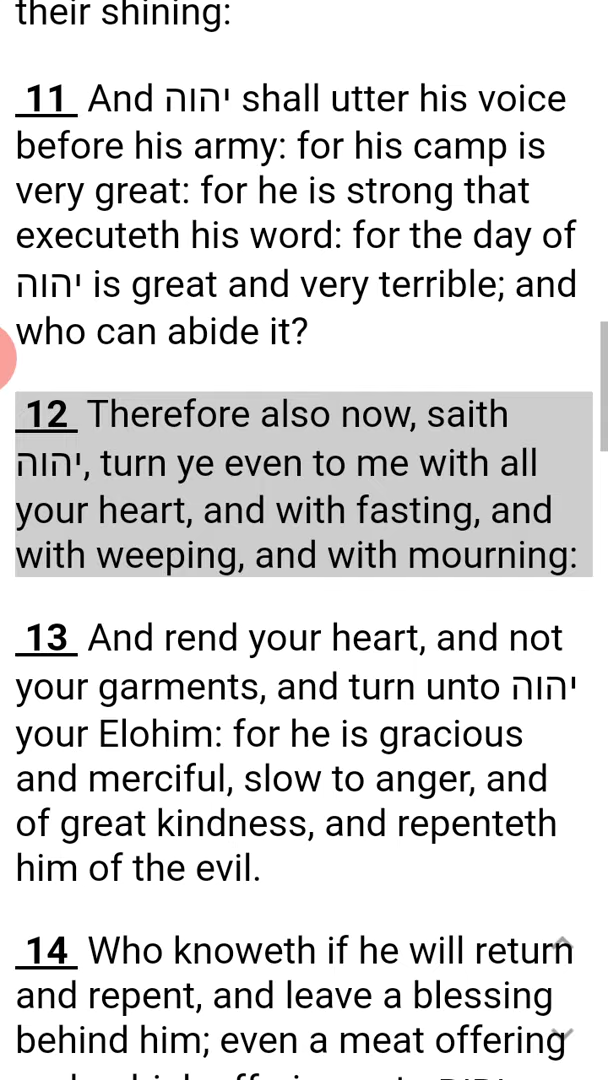 their shining:
11 And יהוה shall utter his voice
before his army: for his camp is
very great: for he is strong that
executeth his word: for the day of
יהוה is great and very terrible; and
who can abide it?
12 Therefore also now, saith
יהוה, turn ye even to me with all
your heart, and with fasting, and
with weeping, and with mourning:
13 And rend your heart, and not
your garments, and turn unto יהוה
your Elohim: for he is gracious
and merciful, slow to anger, and
of great kindness, and repenteth
him of the evil.
14 Who knoweth if he will return
and repent, and leave a blessing
behind him; even a meat offering